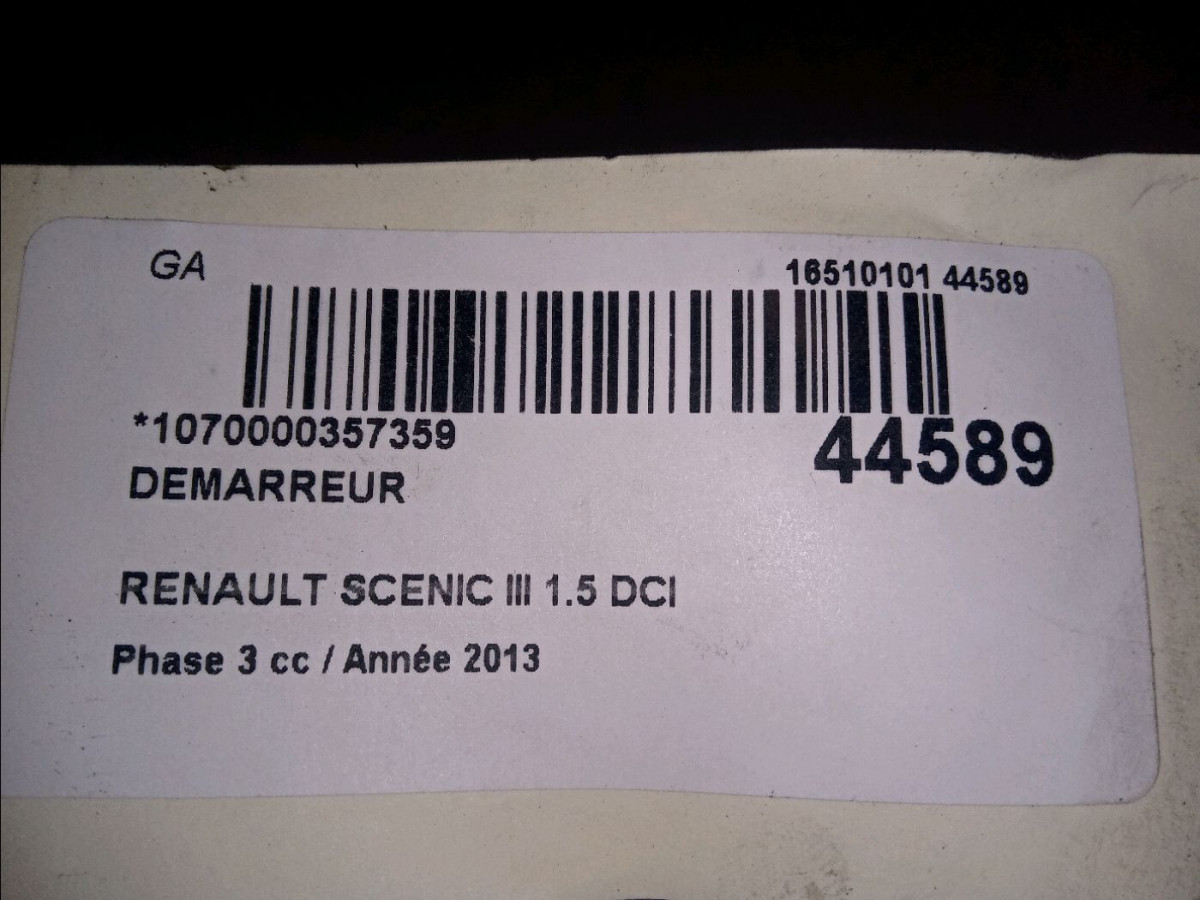 GA
16510101 44589
*1070000357359
44589
DEMARREUR
RENAULT SCENIC III 1.5 DCI
Phase 3 cc / Année 2013